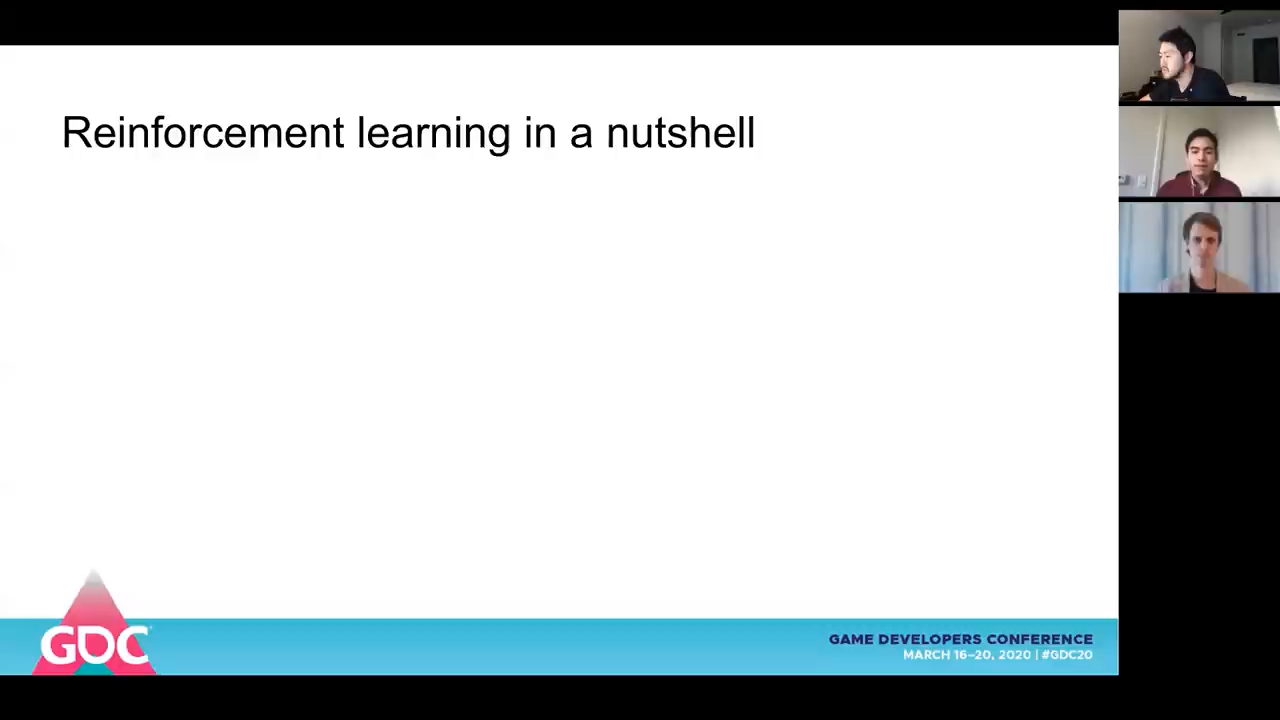 Reinforcement learning in a nutshell
GDC
GAME DEVELOPERS CONFERENCE
MARCH 16–20, 2020 | #GDC20